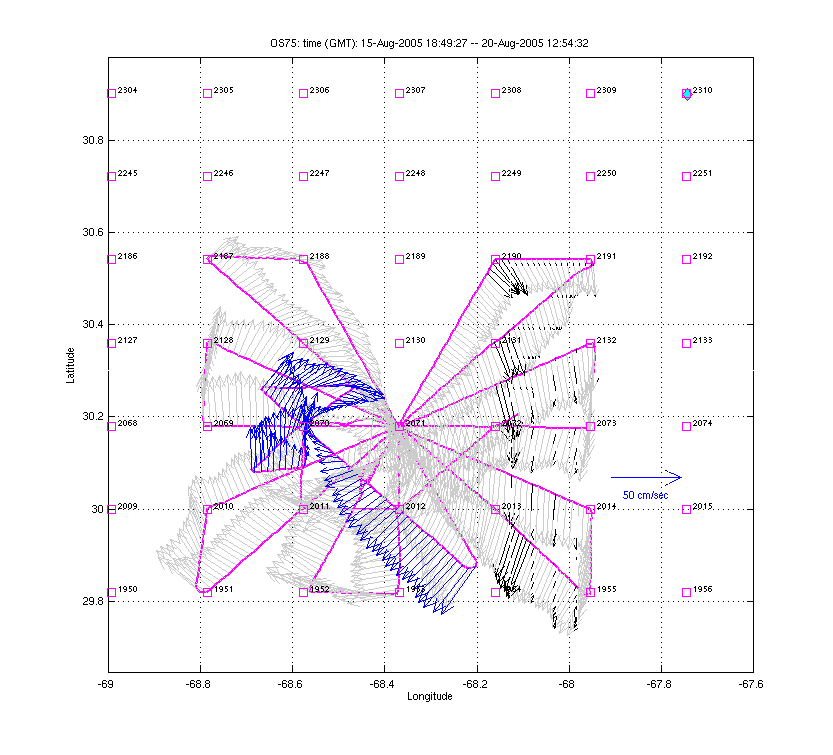 OS75: time (GMT): 15-Aug-2005 18:49:27 -- 20-Aug-2005 12:54:32
2304 2305 2306 2307 2308 2309 2310
30.8
2245 2246 2247 2248 2249 2250 2251
30.6
2186 2187 2188 2189 2190 2191 2192
30.4
2127 2128 2129 2130 2131 2132 2133
Latitude
30.2
2068 2069 2070 2071 2072 2073 2074
50 cm/sec
30
2009 2010 2011 2012 2013 2014 2015
29.8
1950 1951 1952 1955 1956
-69 -68.8 -68.6 -68.4 -68.2 -68 -67.8 -67.6
Longitude